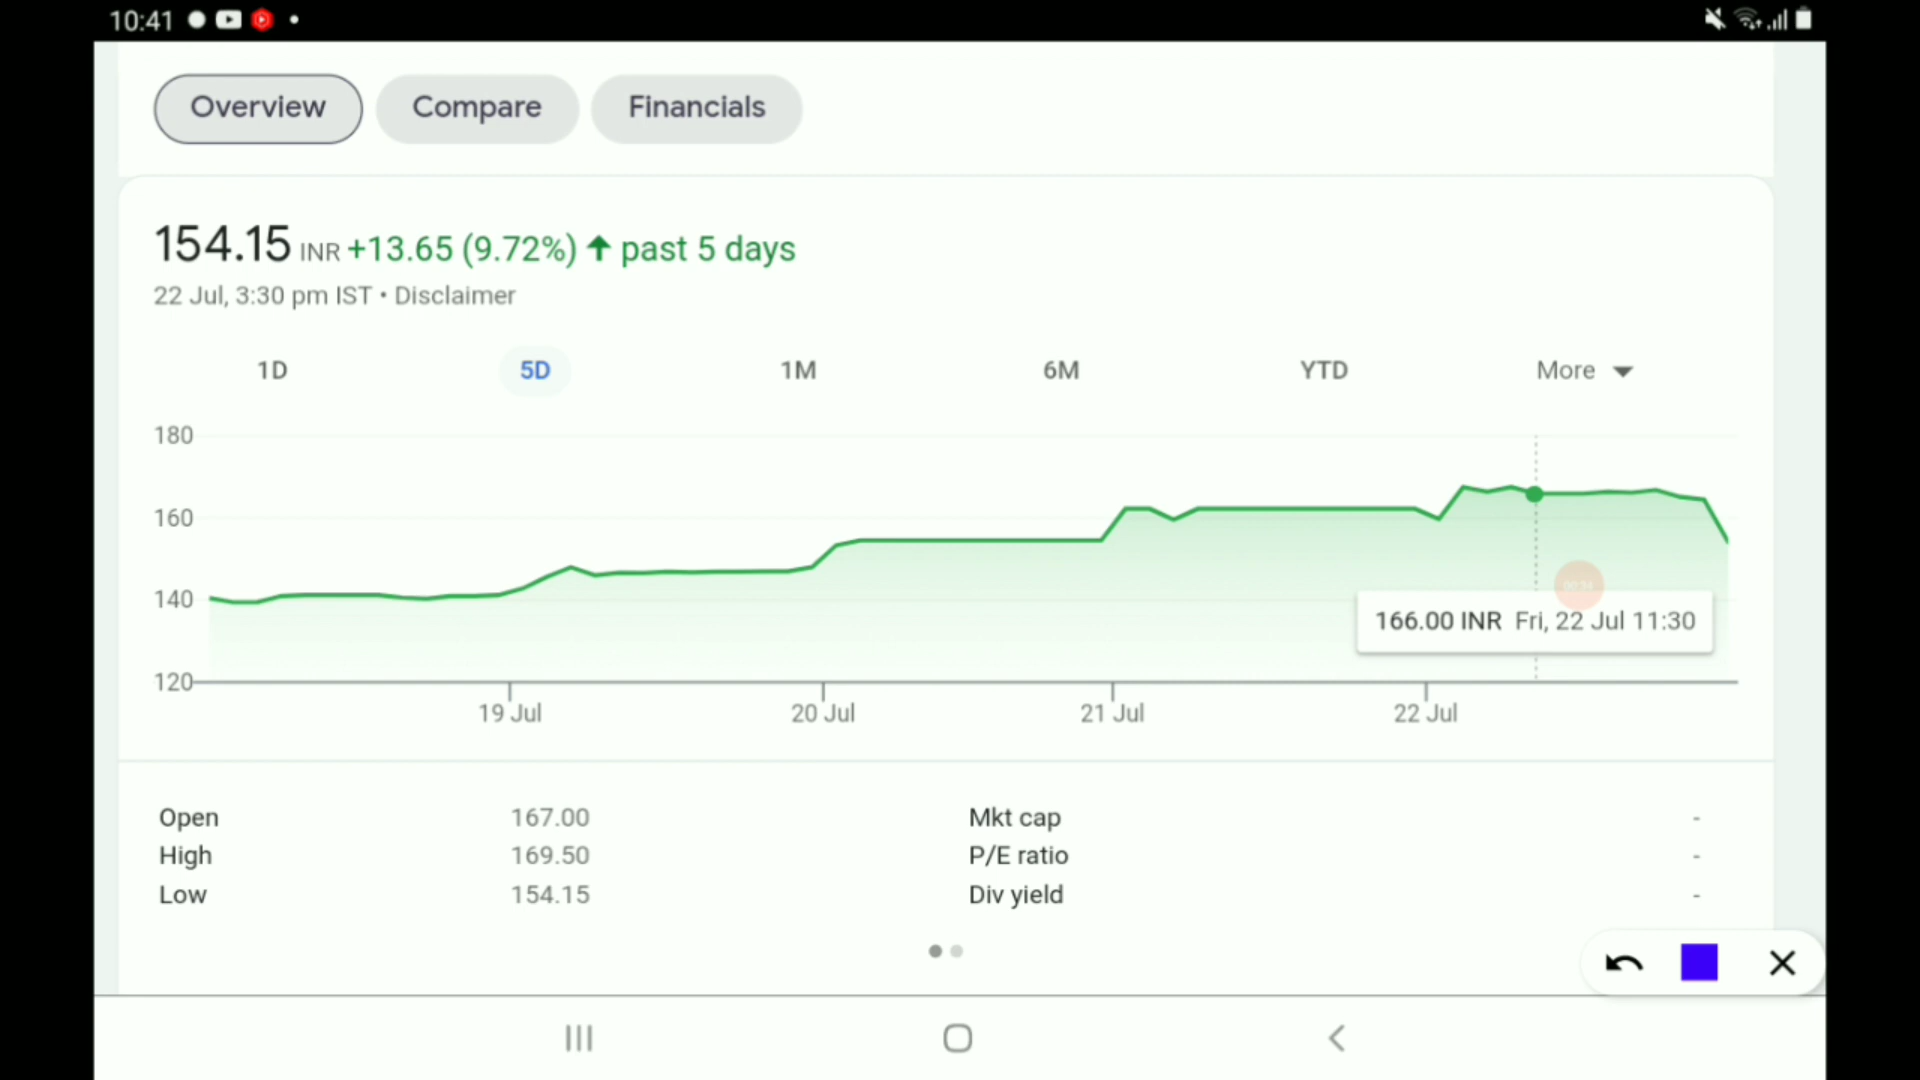 10:41
Overview Compare Financials
154.15 INR +13.65 (9.72%) ↑ past 5 days
22 Jul, 3:30 pm IST • Disclaimer
1D 5D 1M 6M YTD More
180
160
140
120
166.00 INR Fri, 22 Jul 11:30
19 Jul 20 Jul 21 Jul 22 Jul
Open 167.00 Mkt cap -
High 169.50 P/E ratio -
Low 154.15 Div yield -